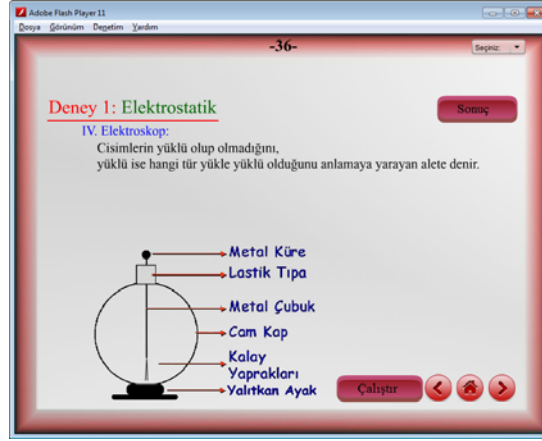 Adobe Flash Player 11
Dosya Görünüm Denetim Yardım
-36-
Seçiniz:
Deney 1: Elektrostatik
Sonuç
IV. Elektroskop:
Cisimlerin yüklü olup olmadığını,
yüklü ise hangi tür yükle yüklü olduğunu anlamaya yarayan alete denir.
Metal Küre
Lastik Tıpa
Metal Çubuk
Cam Kap
Kalay
Yaprakları
Yalıtkan Ayak
Çalıştır